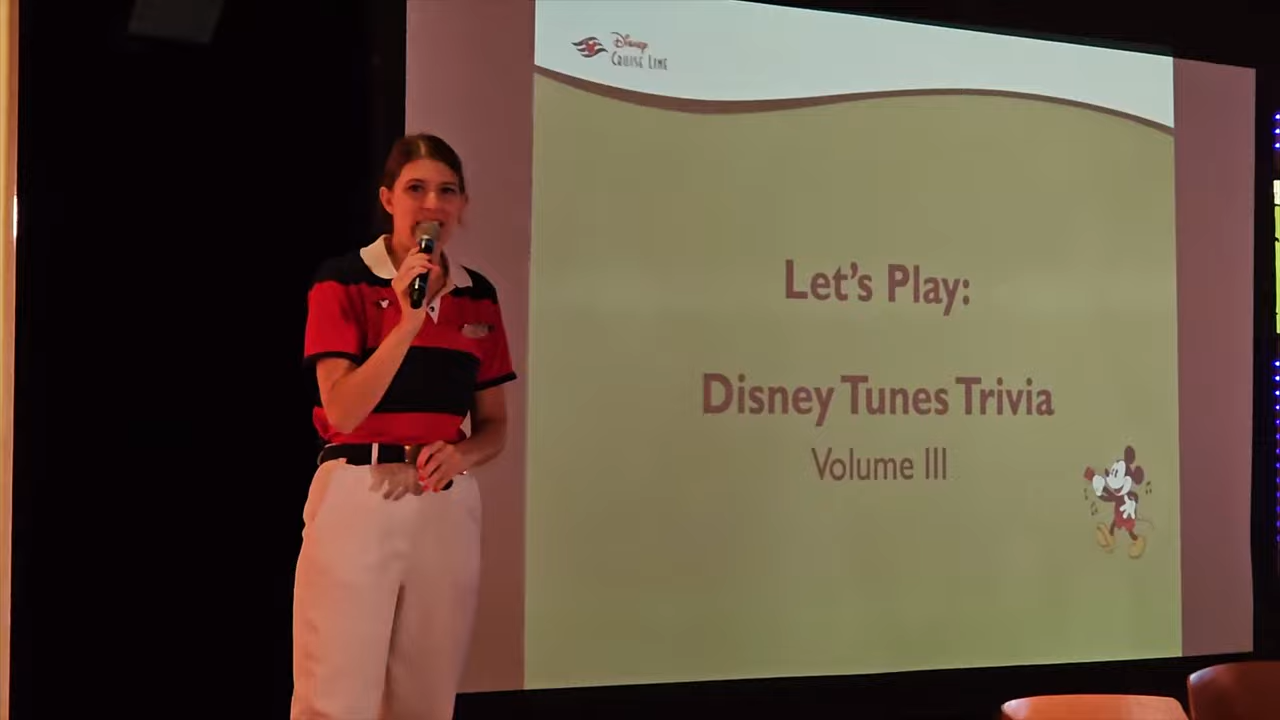 Disney
Cruise Line
Let's Play:
Disney Tunes Trivia
Volume III